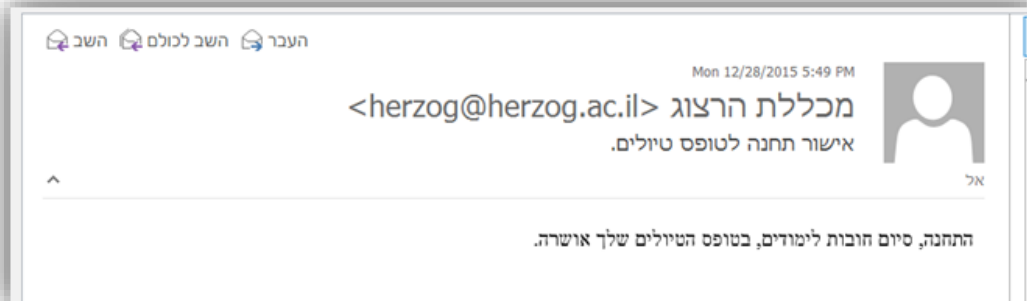 השב השב לכולם העבר
Mon 12/28/2015 5:49 PM
מכללת הרצוג <herzog@herzog.ac.il>
אישור תחנה לטופס טיולים.
אל
התחנה, סיום חובות לימודים, בטופס הטיולים שלך אושרה.